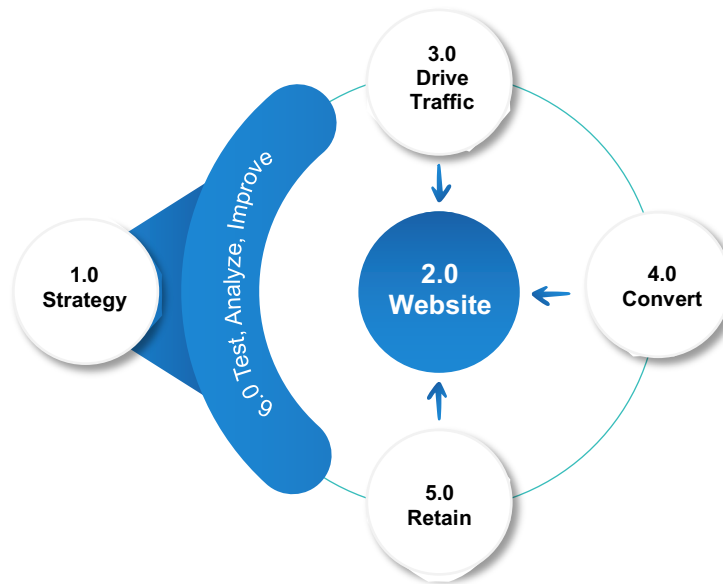 3.0
Drive
Traffic
6.0 Test, Analyze, Improve
1.0
Strategy
2.0
Website
4.0
Convert
5.0
Retain